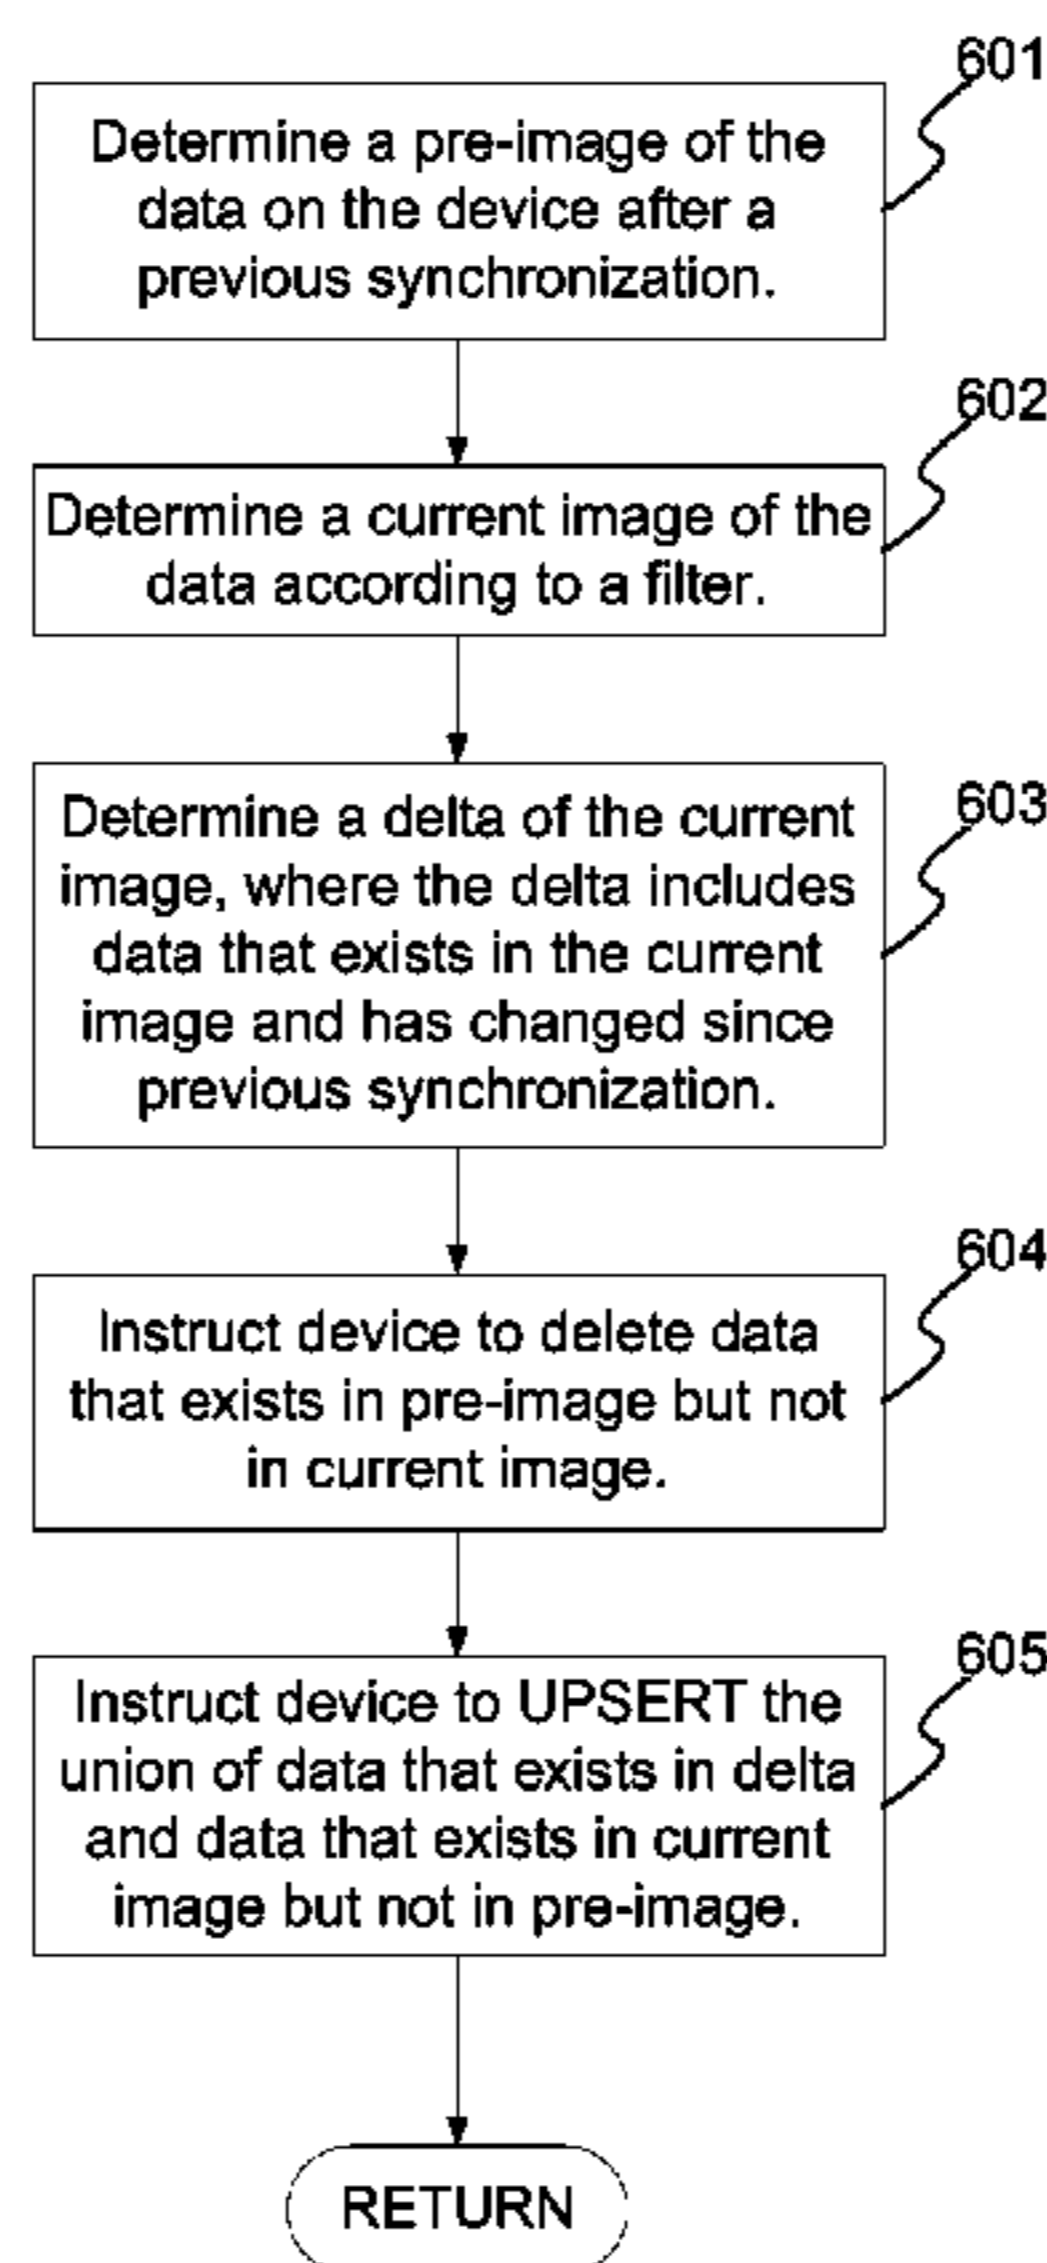 601
Determine a pre-image of the
data on the device after a
previous synchronization.
602
Determine a current image of the
data according to a filter.
603
Determine a delta of the current
image, where the delta includes
data that exists in the current
image and has changed since
previous synchronization.
604
Instruct device to delete data
that exists in pre-image but not
in current image.
605
Instruct device to UPSERT the
union of data that exists in delta
and data that exists in current
image but not in pre-image.
RETURN